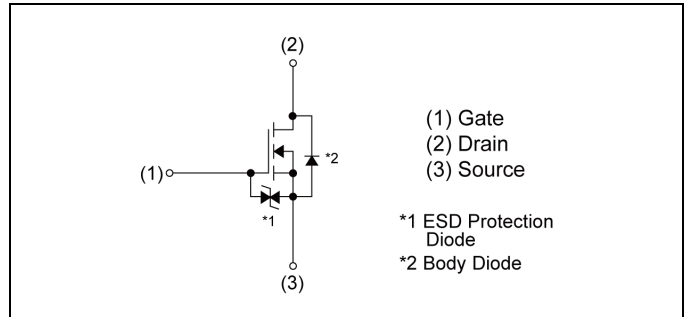 (2)
(1)
*2
*1
(3)
(1) Gate
(2) Drain
(3) Source
*1 ESD Protection
Diode
*2 Body Diode